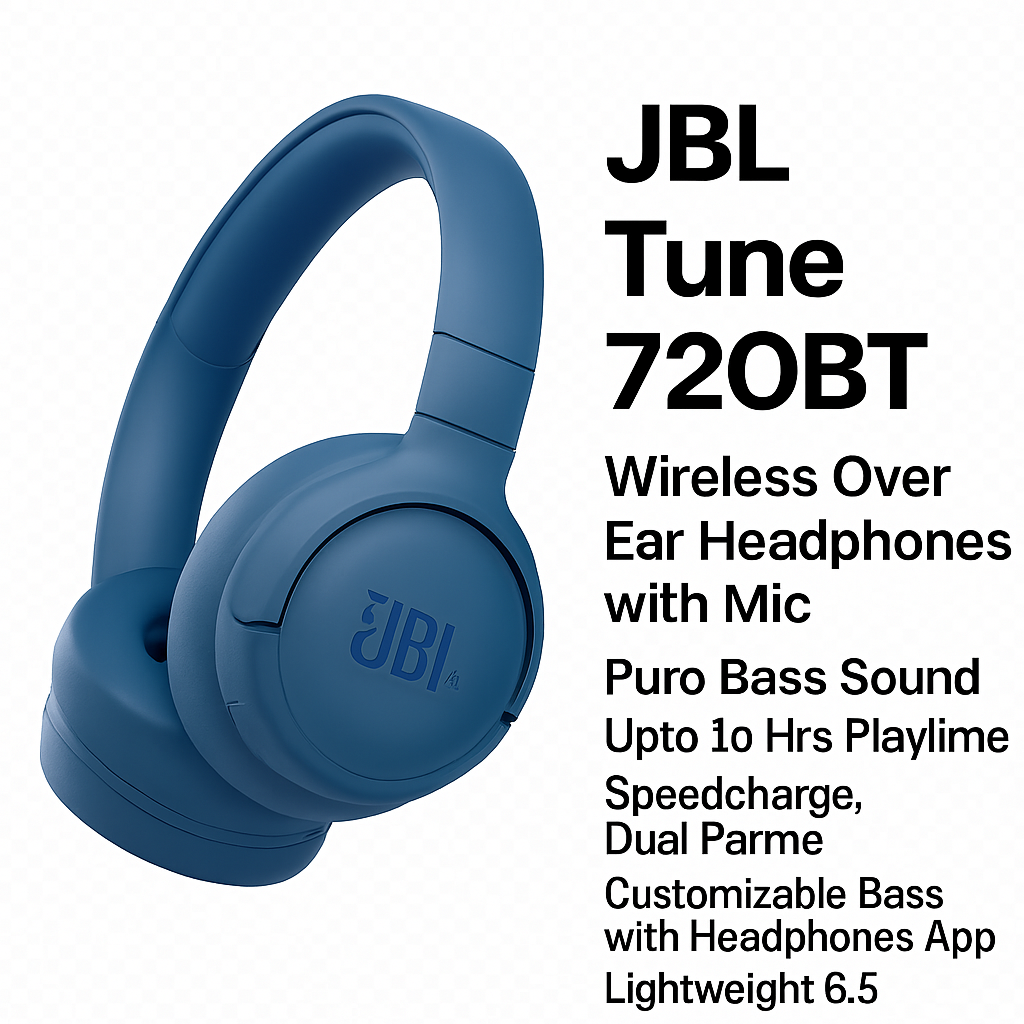 JBL
Tune
720BT
Wireless Over
Ear Headphones
with Mic
Puro Bass Sound
Upto 1o Hrs Playlime
Speedcharge,
Dual Parme
Customizable Bass
with Headphones App
Lightweight 6.5
JBL